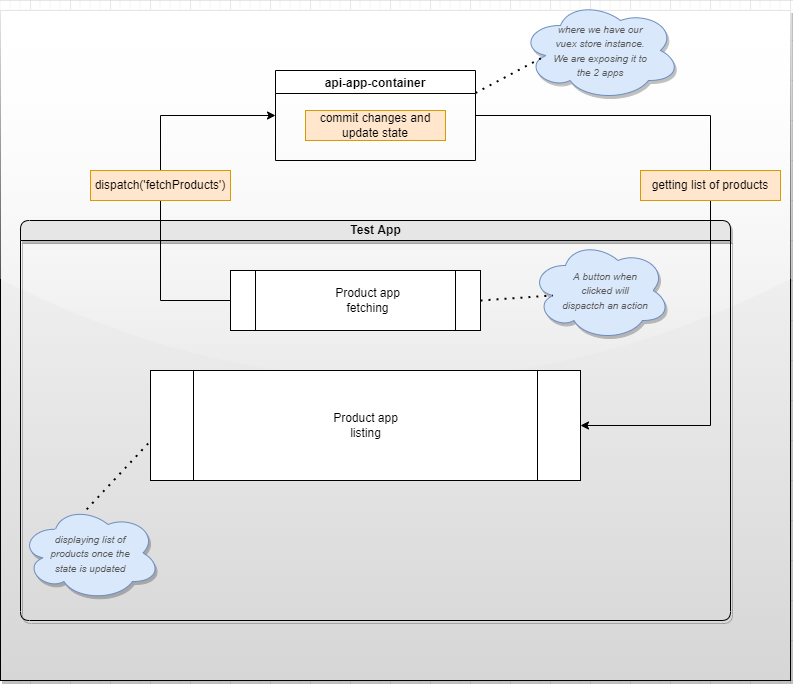 where we have our
vuex store instance.
We are exposing it to
the 2 apps
api-app-container
commit changes and
update state
dispatch('fetchProducts')
getting list of products
Test App
Product app
fetching
A button when
clicked will
dispactch an action
Product app
listing
displaying list of
products once the
state is updated